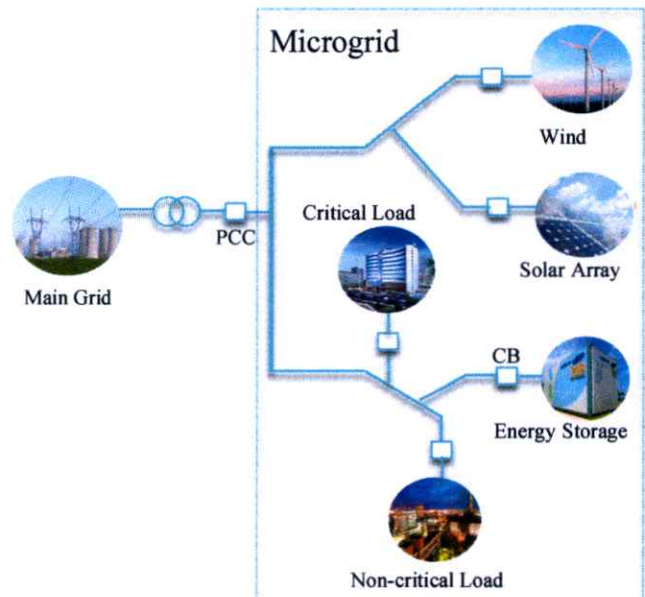 Microgrid
Wind
Critical Load
PCC
Solar Array
Main Grid
CB
Energy Storage
Non-critical Load